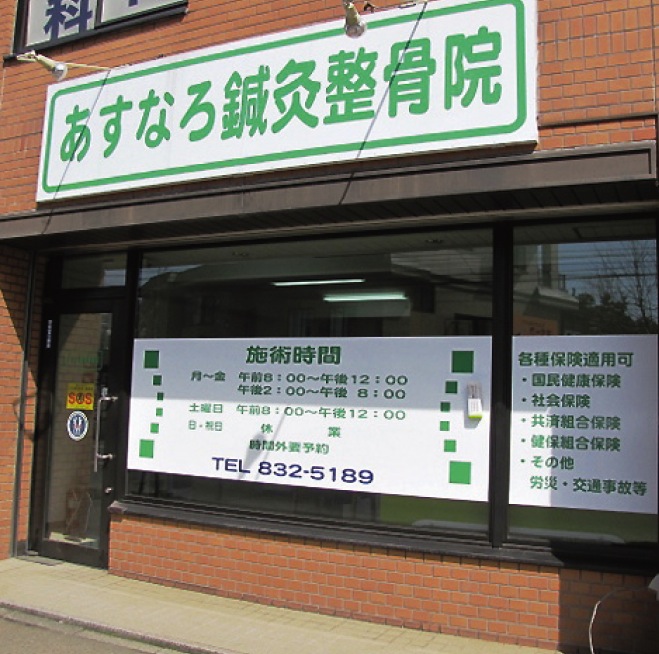 科
あすなろ鍼灸整骨院
施術時間
月〜金 午前8:00〜午後12:00
午後2:00〜午後 8:00
土曜日 午前8:00〜午後12:00
日・祝日 休 業
時間外要予約
TEL 832-5189
各種保険適用可
・国民健康保険
・社会保険
・共済組合保険
・健保組合保険
・その他
労災・交通事故等
SOS